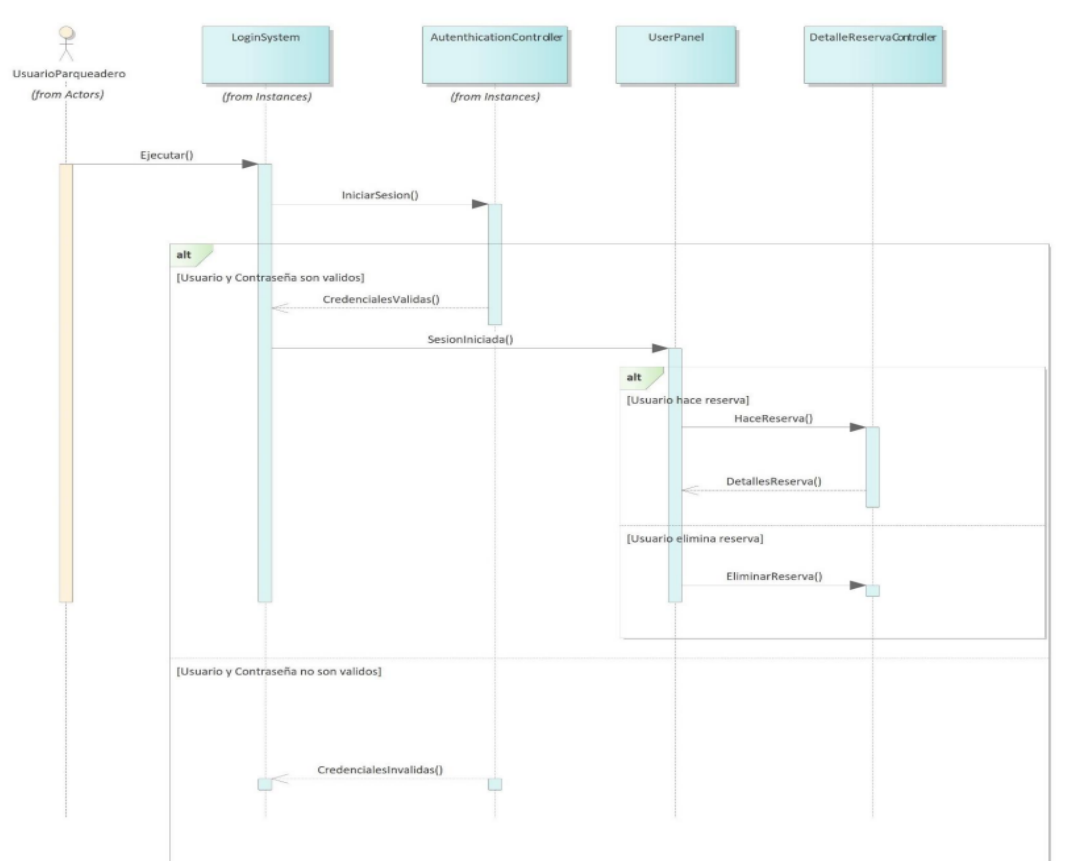 LoginSystem
AutenthicationController
UserPanel
DetalleReservaController
UsuarioParqueadero
(from Actors)
(from Instances)
(from Instances)
Ejecutar()
IniciarSesion()
alt
[Usuario y Contraseña son validos]
CredencialesValidas()
SesionIniciada()
alt
[Usuario hace reserva]
HaceReserva()
DetallesReserva()
[Usuario elimina reserva]
EliminarReserva()
[Usuario y Contraseña no son validos]
CredencialesInvalidas()